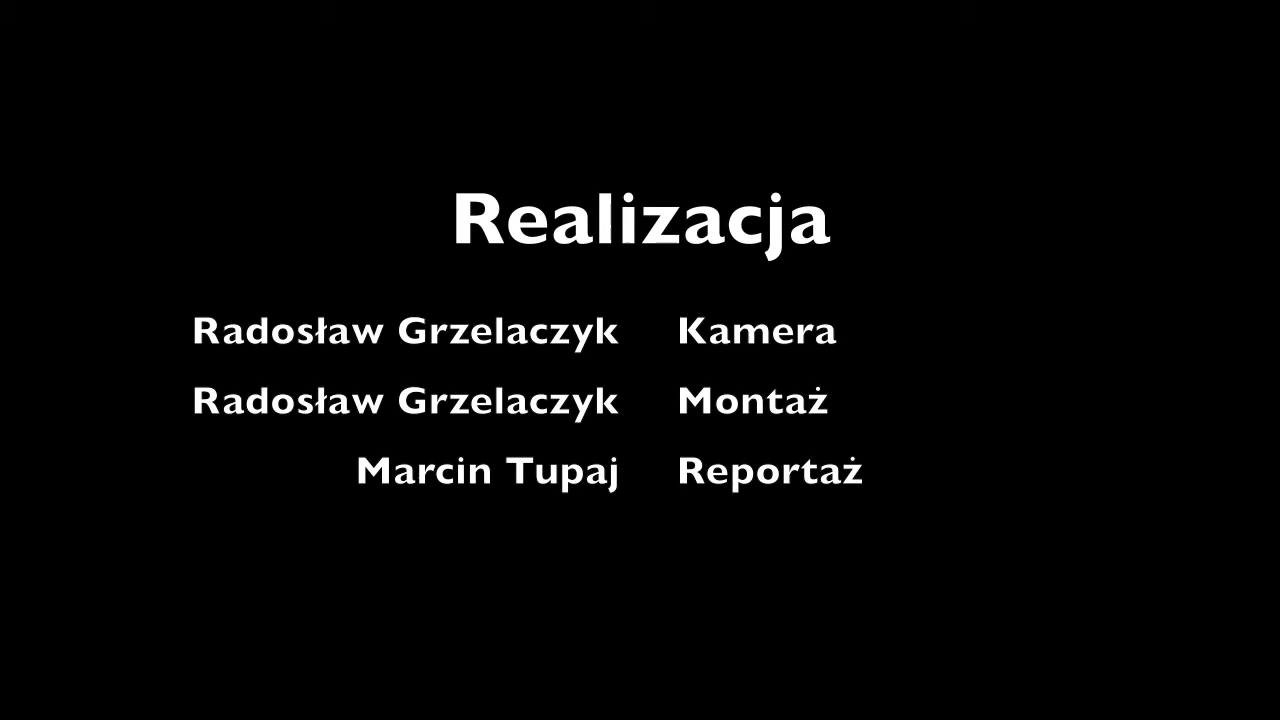 Realizacja
Radosław Grzelaczyk Kamera
Radosław Grzelaczyk Montaż
Marcin Tupaj Reportaż